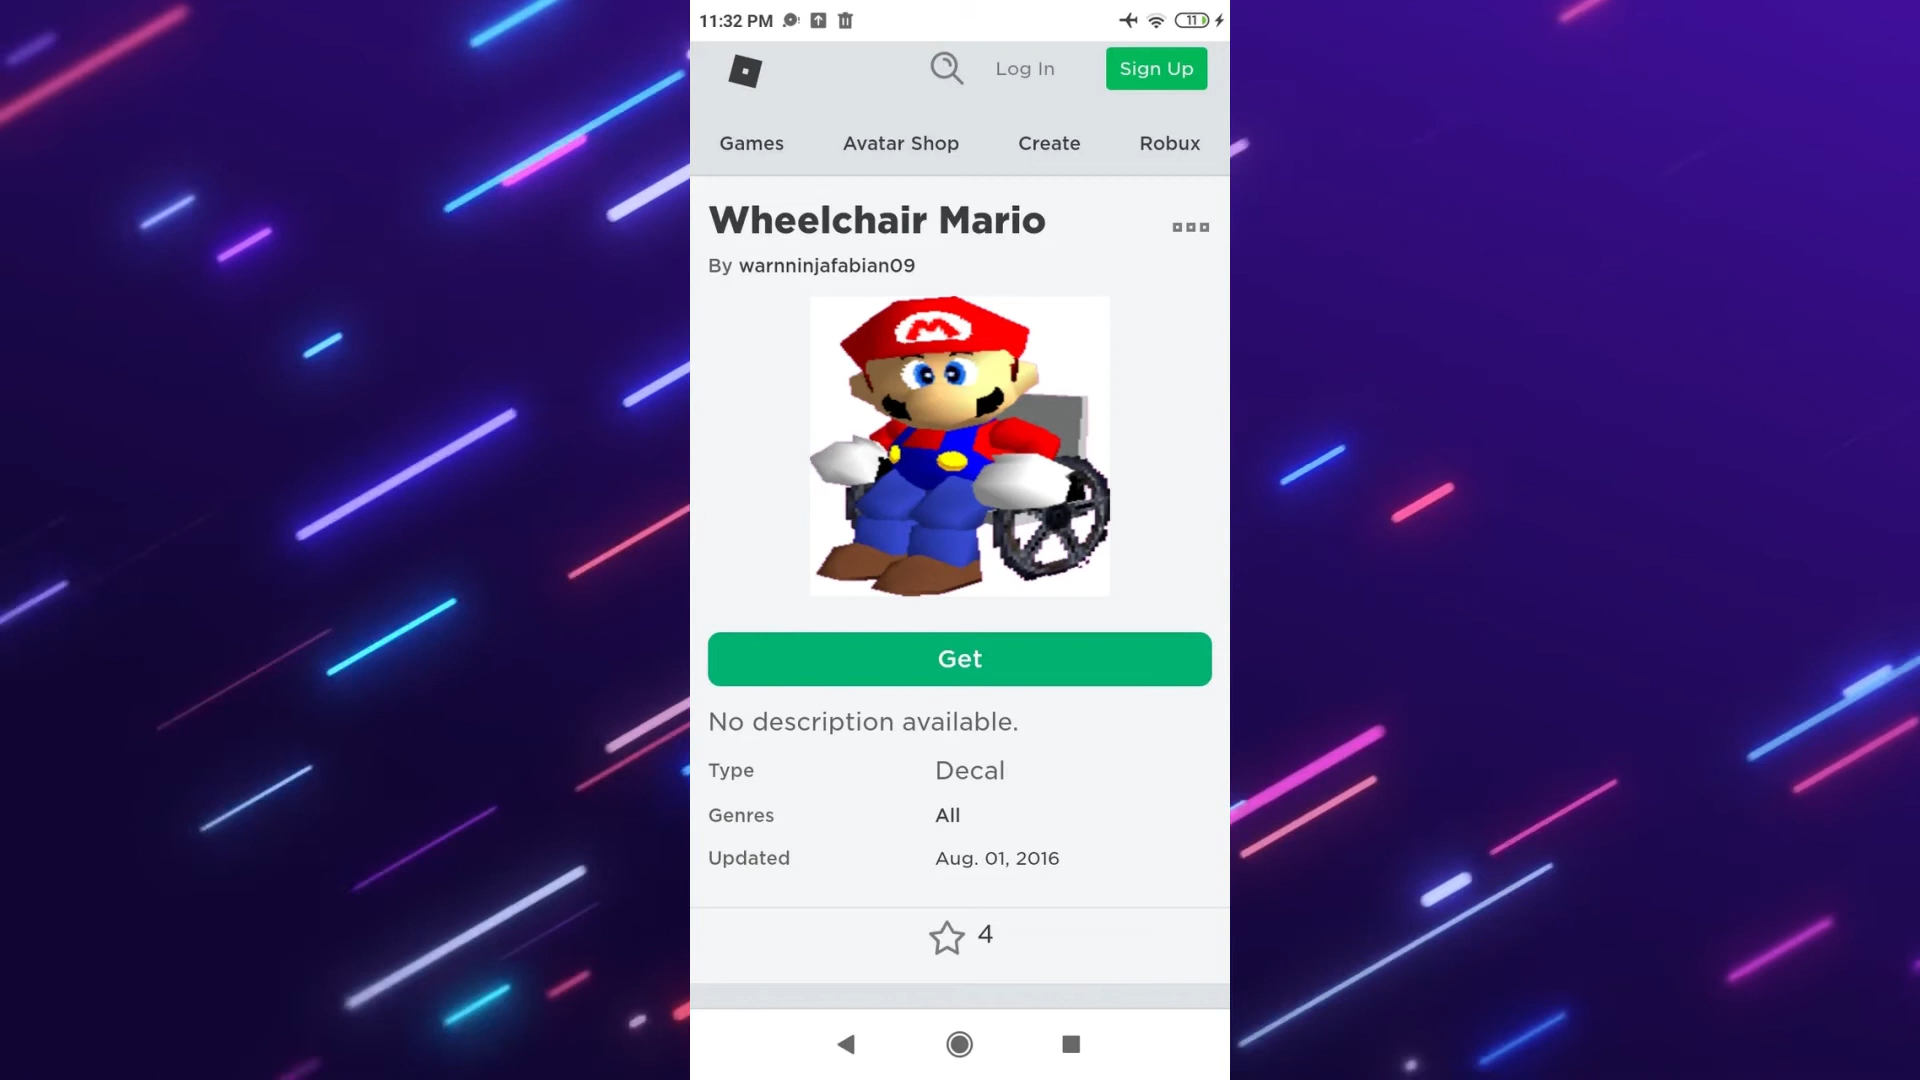 11:32 PM
11
Log In
Sign Up
Games
Avatar Shop
Create
Robux
Wheelchair Mario
By warnninjafabian09
M
Get
No description available.
Type Decal
Genres All
Updated Aug. 01, 2016
4